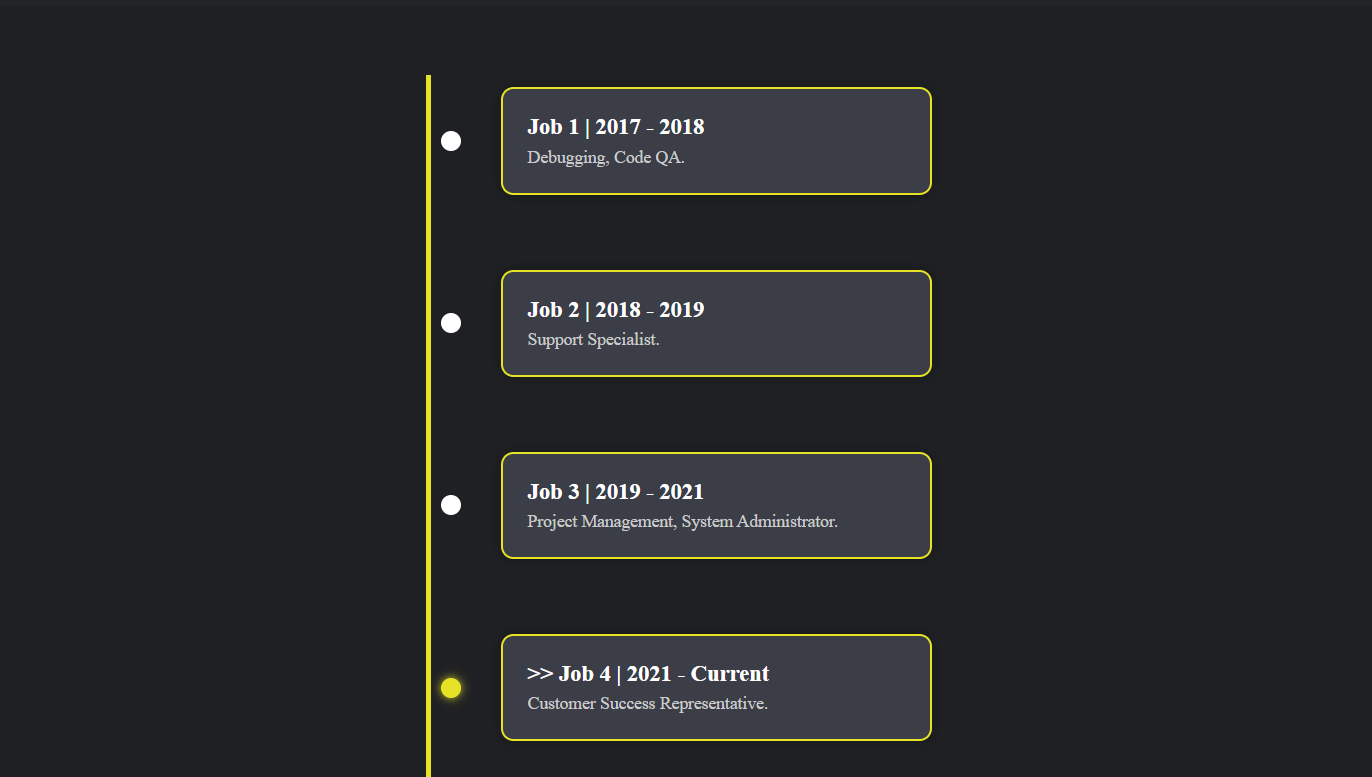 Job 1 | 2017 - 2018
Debugging, Code QA.
Job 2 | 2018 - 2019
Support Specialist.
Job 3 | 2019 - 2021
Project Management, System Administrator.
>> Job 4 | 2021 - Current
Customer Success Representative.